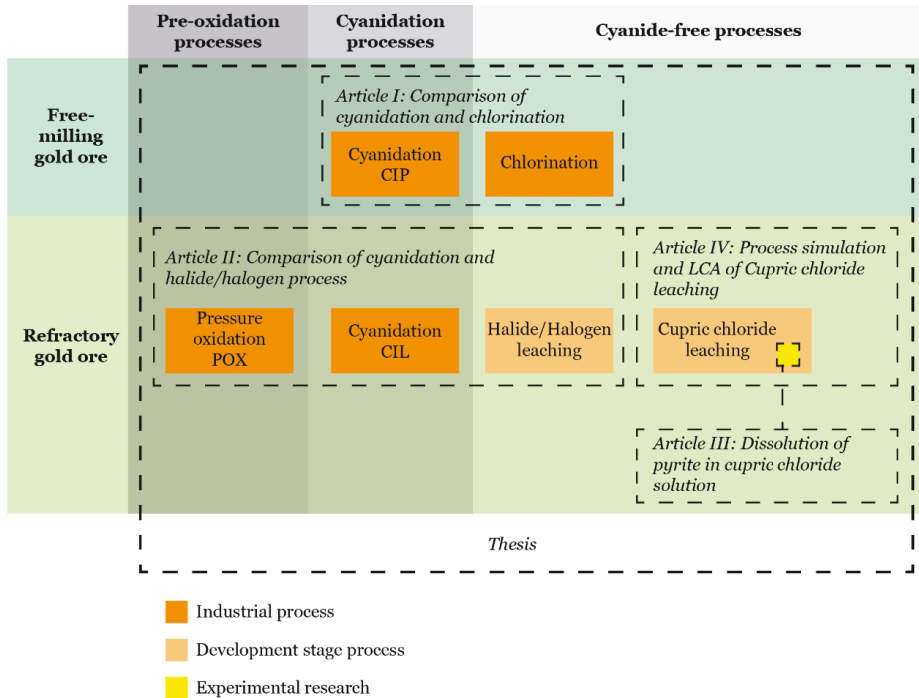 Pre-oxidation
processes
Cyanidation
processes
Cyanide-free processes
Free-
milling
gold ore
Article I: Comparison of
cyanidation and chlorination
Cyanidation
CIP
Chlorination
Refractory
gold ore
Article II: Comparison of cyanidation and
halide/halogen process
Pressure
oxidation
POX
Cyanidation
CIL
Halide/Halogen
leaching
Article IV: Process simulation
and LCA of Cupric chloride
leaching
Cupric chloride
leaching
Article III: Dissolution of
pyrite in cupric chloride
solution
Thesis
Industrial process
Development stage process
Experimental research